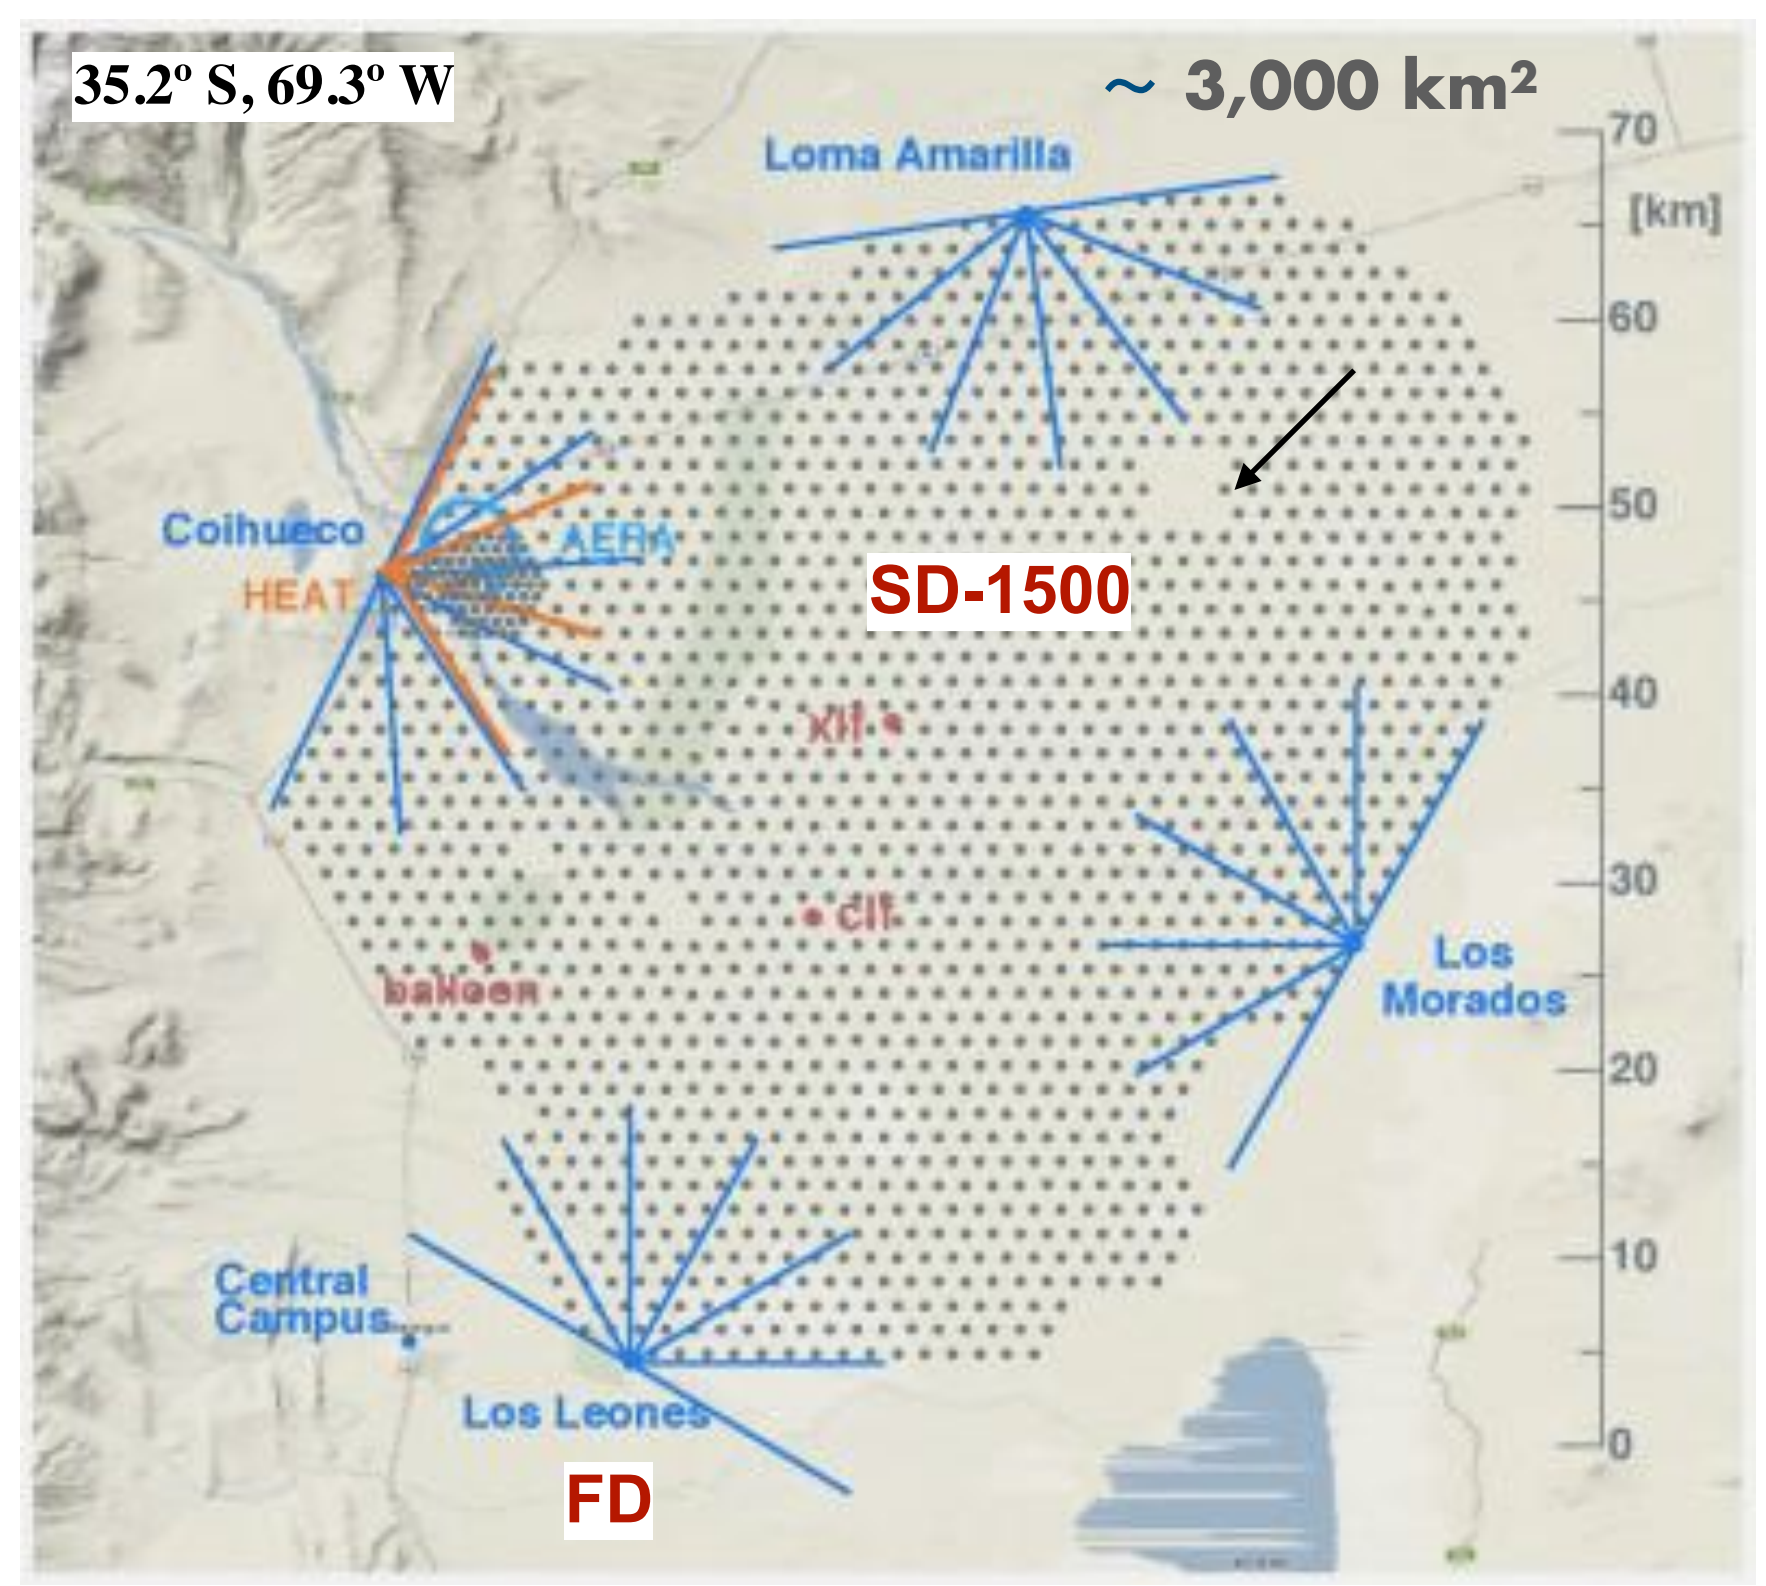 35.2º S, 69.3º W
~ 3,000 km²
70
Loma Amarilla
[km]
60
50
Coihueco
AERA
SD-1500
HEAT
40
Xlf
30
Clf
balloon
Los
Morados
20
10
Central
Campus
Los Leones
0
FD